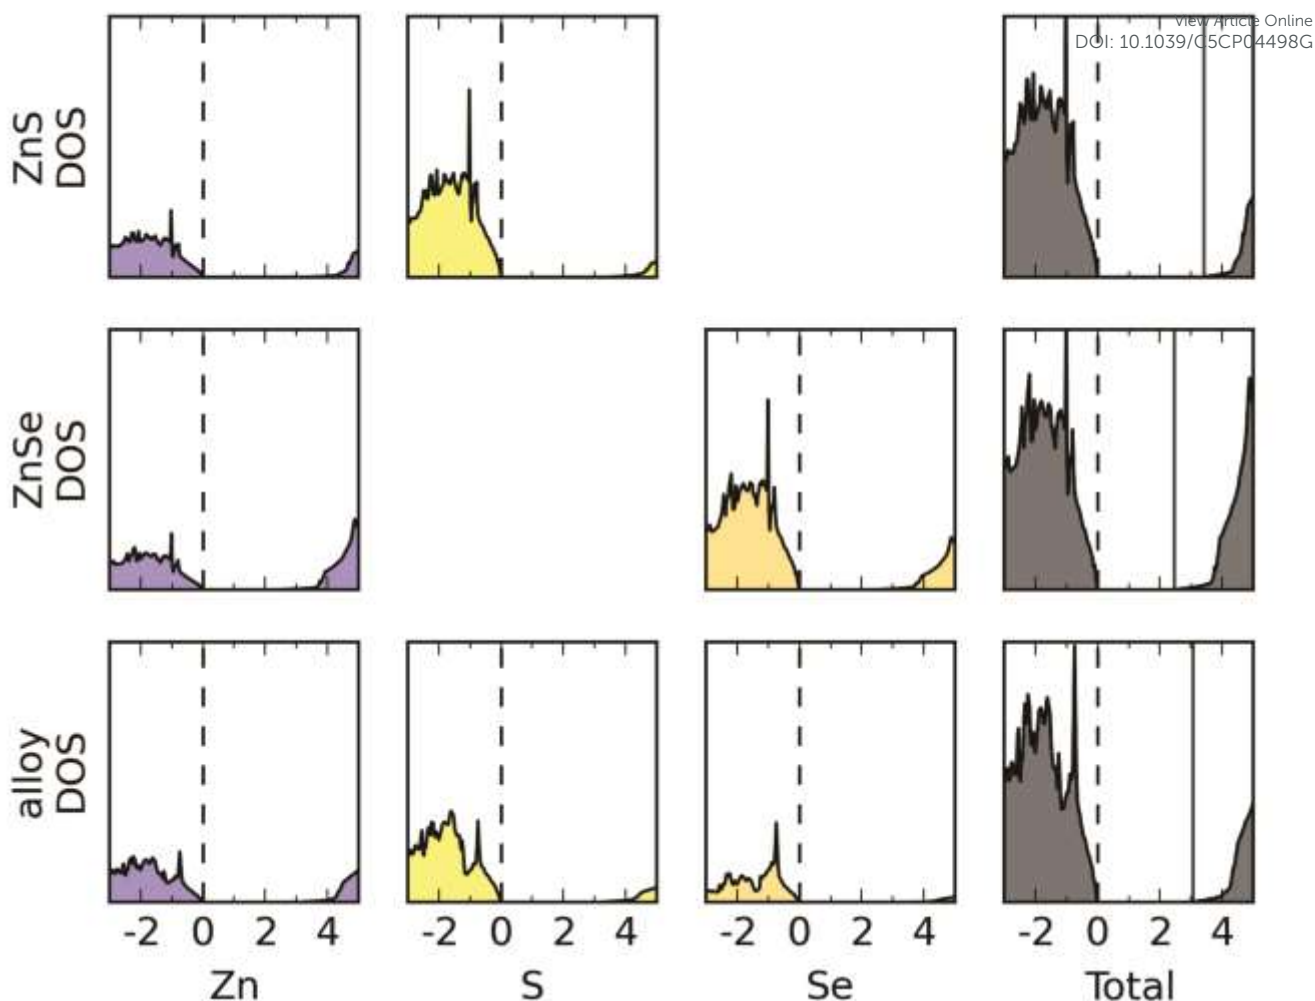 View Article Online
DOI: 10.1039/C5CP04498G
ZnS
DOS
ZnSe
DOS
alloy
DOS
-2 0 2 4 -2 0 2 4 -2 0 2 4 -2 0 2 4
Zn S Se Total